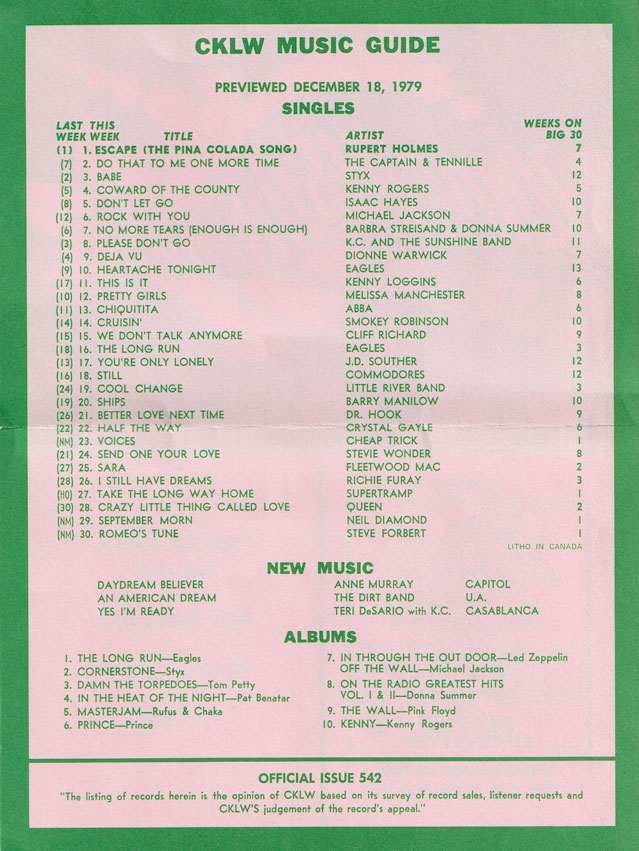 CKLW MUSIC GUIDE
PREVIEWED DECEMBER 18, 1979
SINGLES
LAST THIS WEEKS ON
WEEK WEEK TITLE ARTIST BIG 30
(1) 1. ESCAPE (THE PINA COLADA SONG) RUPERT HOLMES 7
(7) 2. DO THAT TO ME ONE MORE TIME THE CAPTAIN & TENNILLE 4
(2) 3. BABE STYX 12
(5) 4. COWARD OF THE COUNTY KENNY ROGERS 5
(8) 5. DON'T LET GO ISAAC HAYES 10
(12) 6. ROCK WITH YOU MICHAEL JACKSON 7
(6) 7. NO MORE TEARS (ENOUGH IS ENOUGH) BARBRA STREISAND & DONNA SUMMER 10
(3) 8. PLEASE DON'T GO K.C. AND THE SUNSHINE BAND 11
(4) 9. DEJA VU DIONNE WARWICK 7
(9) 10. HEARTACHE TONIGHT EAGLES 13
(17) 11. THIS IS IT KENNY LOGGINS 6
(10) 12. PRETTY GIRLS MELISSA MANCHESTER 8
(11) 13. CHIQUITITA ABBA 6
(14) 14. CRUISIN' SMOKEY ROBINSON 10
(15) 15. WE DON'T TALK ANYMORE CLIFF RICHARD 9
(18) 16. THE LONG RUN EAGLES 3
(13) 17. YOU'RE ONLY LONELY J.D. SOUTHER 12
(16) 18. STILL COMMODORES 12
(24) 19. COOL CHANGE LITTLE RIVER BAND 3
(19) 20. SHIPS BARRY MANILOW 10
(26) 21. BETTER LOVE NEXT TIME DR. HOOK 9
(22) 22. HALF THE WAY CRYSTAL GAYLE 6
(NM) 23. VOICES CHEAP TRICK 1
(21) 24. SEND ONE YOUR LOVE STEVIE WONDER 8
(27) 25. SARA FLEETWOOD MAC 2
(28) 26. I STILL HAVE DREAMS RICHIE FURAY 3
(HO) 27. TAKE THE LONG WAY HOME SUPERTRAMP 1
(30) 28. CRAZY LITTLE THING CALLED LOVE QUEEN 2
(NM) 29. SEPTEMBER MORN NEIL DIAMOND 1
(NM) 30. ROMEO'S TUNE STEVE FORBERT 1
LITHO IN CANADA
NEW MUSIC
DAYDREAM BELIEVER ANNE MURRAY CAPITOL
AN AMERICAN DREAM THE DIRT BAND U.A.
YES I'M READY TERI DeSARIO with K.C. CASABLANCA
ALBUMS
1. THE LONG RUN—Eagles
2. CORNERSTONE—Styx
3. DAMN THE TORPEDOES—Tom Petty
4. IN THE HEAT OF THE NIGHT—Pat Benatar
5. MASTERJAM—Rufus & Chaka
6. PRINCE—Prince
7. IN THROUGH THE OUT DOOR—Led Zeppelin
OFF THE WALL—Michael Jackson
8. ON THE RADIO GREATEST HITS
VOL. I & II—Donna Summer
9. THE WALL—Pink Floyd
10. KENNY—Kenny Rogers
OFFICIAL ISSUE 542
"The listing of records herein is the opinion of CKLW based on its survey of record sales, listener requests and
CKLW'S judgement of the record's appeal."